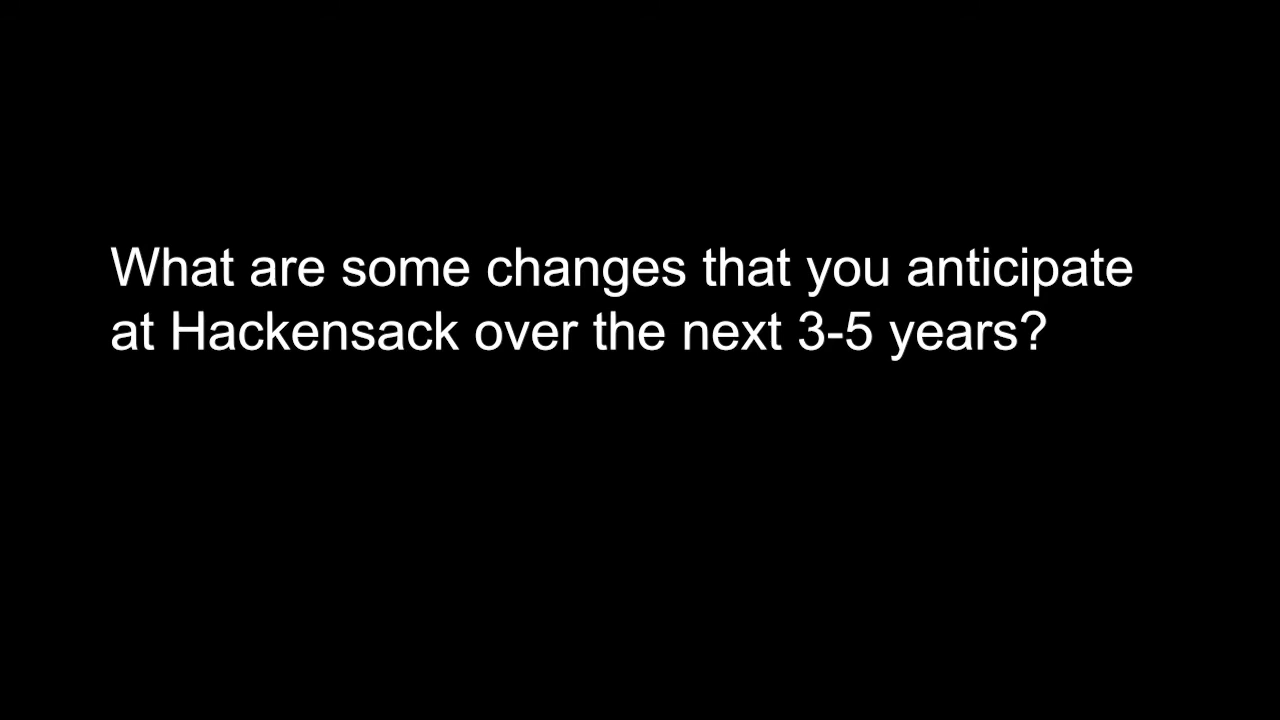 What are some changes that you anticipate
at Hackensack over the next 3-5 years?